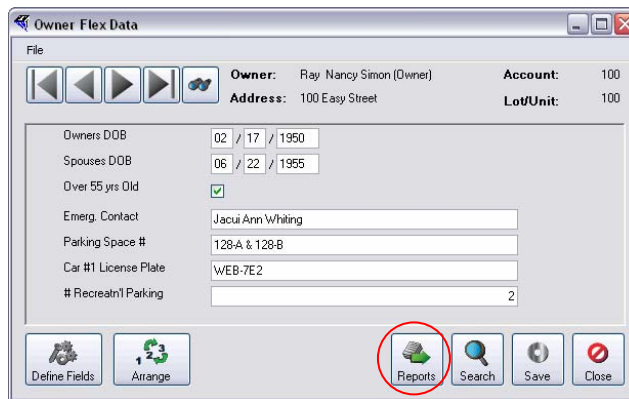 Owner Flex Data
File
Owner: Ray Nancy Simon (Owner) Account: 100
Address: 100 Easy Street Lot/Unit: 100
Owners DOB 02 / 17 / 1950
Spouses DOB 06 / 22 / 1955
Over 55 yrs Old
Emerg. Contact Jacui Ann Whiting
Parking Space # 128-A & 128-B
Car #1 License Plate WEB-7E2
# Recreatn'l Parking 2
1 2 3
Define Fields Arrange Reports Search Save Close